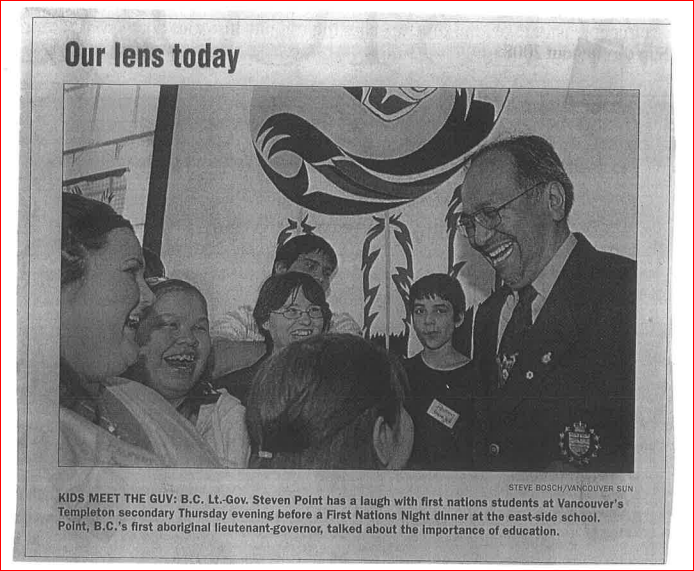 Our lens today
STEVE BOSCH/VANCOUVER SUN
KIDS MEET THE GUV: B.C. Lt.-Gov. Steven Point has a laugh with first nations students at Vancouver's
Templeton secondary Thursday evening before a First Nations Night dinner at the east-side school.
Point, B.C.'s first aboriginal lieutenant-governor, talked about the importance of education.